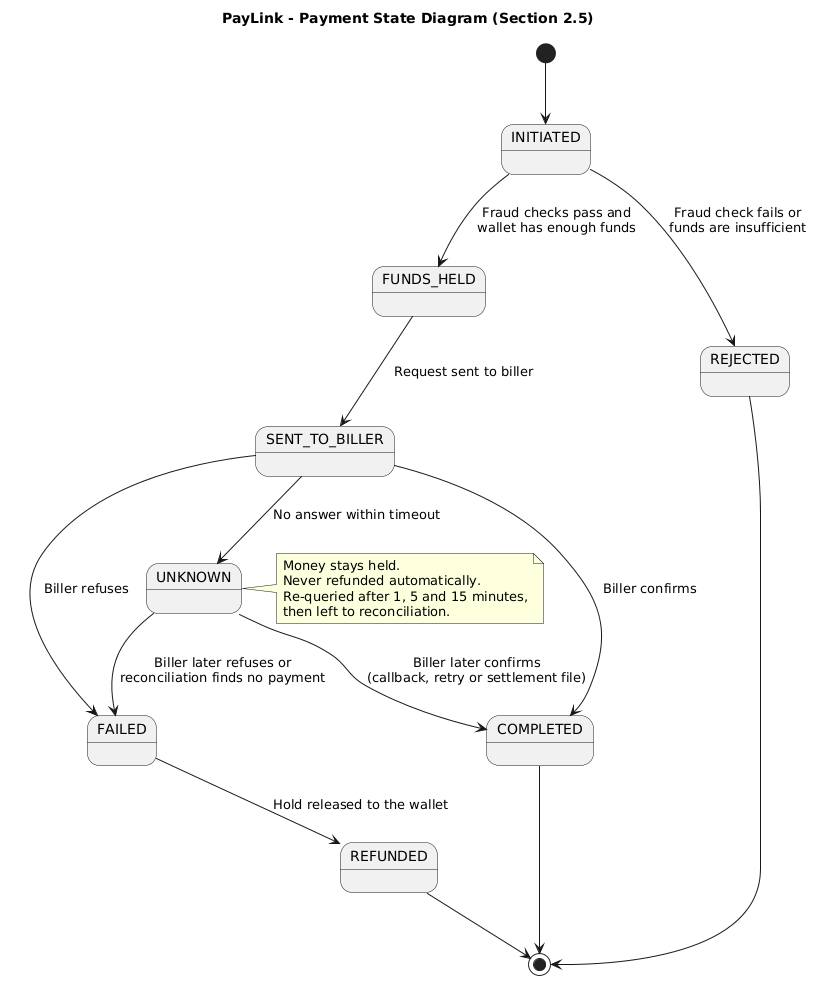 PayLink - Payment State Diagram (Section 2.5)
INITIATED
Fraud checks pass and
wallet has enough funds
Fraud check fails or
funds are insufficient
FUNDS_HELD
REJECTED
Request sent to biller
SENT_TO_BILLER
No answer within timeout
UNKNOWN
Money stays held.
Never refunded automatically.
Re-queried after 1, 5 and 15 minutes,
then left to reconciliation.
Biller refuses
Biller confirms
Biller later refuses or
reconciliation finds no payment
Biller later confirms
(callback, retry or settlement file)
FAILED
COMPLETED
Hold released to the wallet
REFUNDED